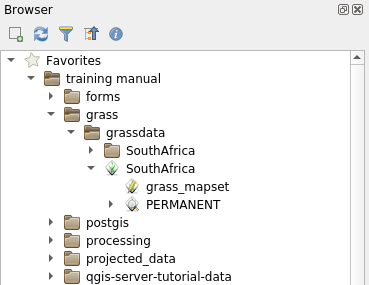 Browser
Favorites
training manual
forms
grass
grassdata
SouthAfrica
SouthAfrica
grass_mapset
PERMANENT
postgis
processing
projected_data
qgis-server-tutorial-data